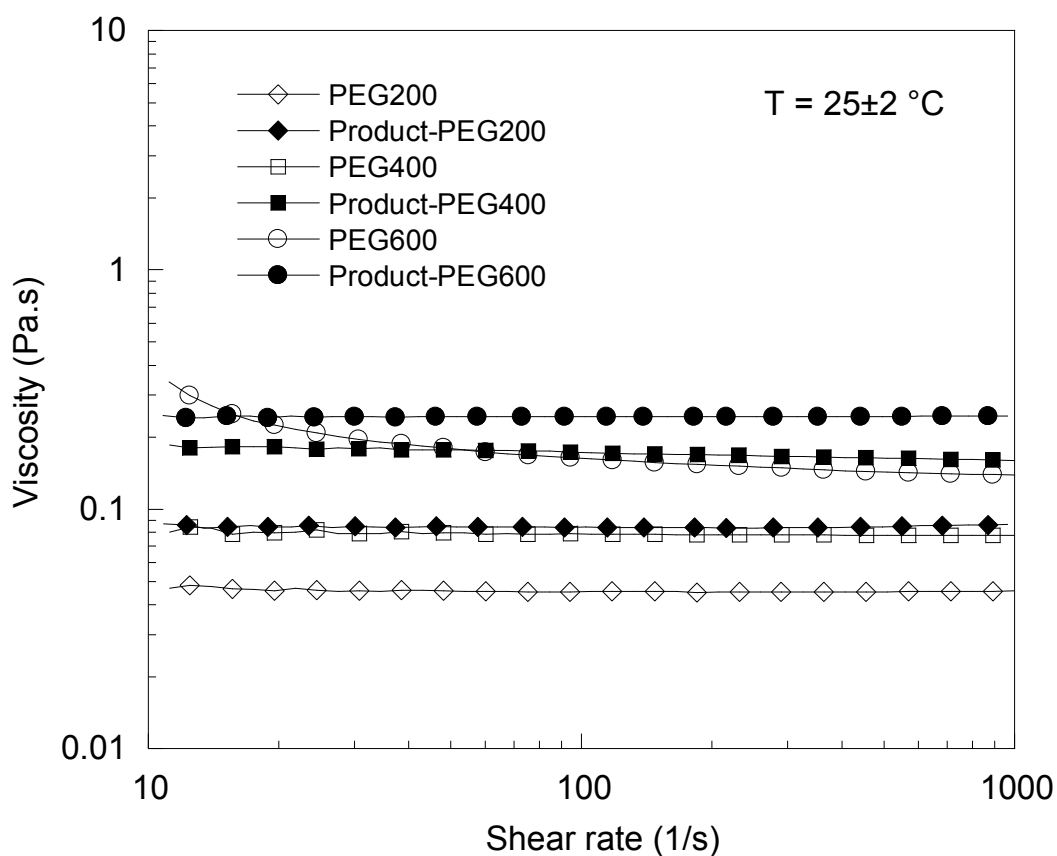 10
PEG200
T = 25±2 °C
Product-PEG200
PEG400
Product-PEG400
PEG600
Product-PEG600
1
Viscosity (Pa.s)
0.1
0.01
10
100
1000
Shear rate (1/s)